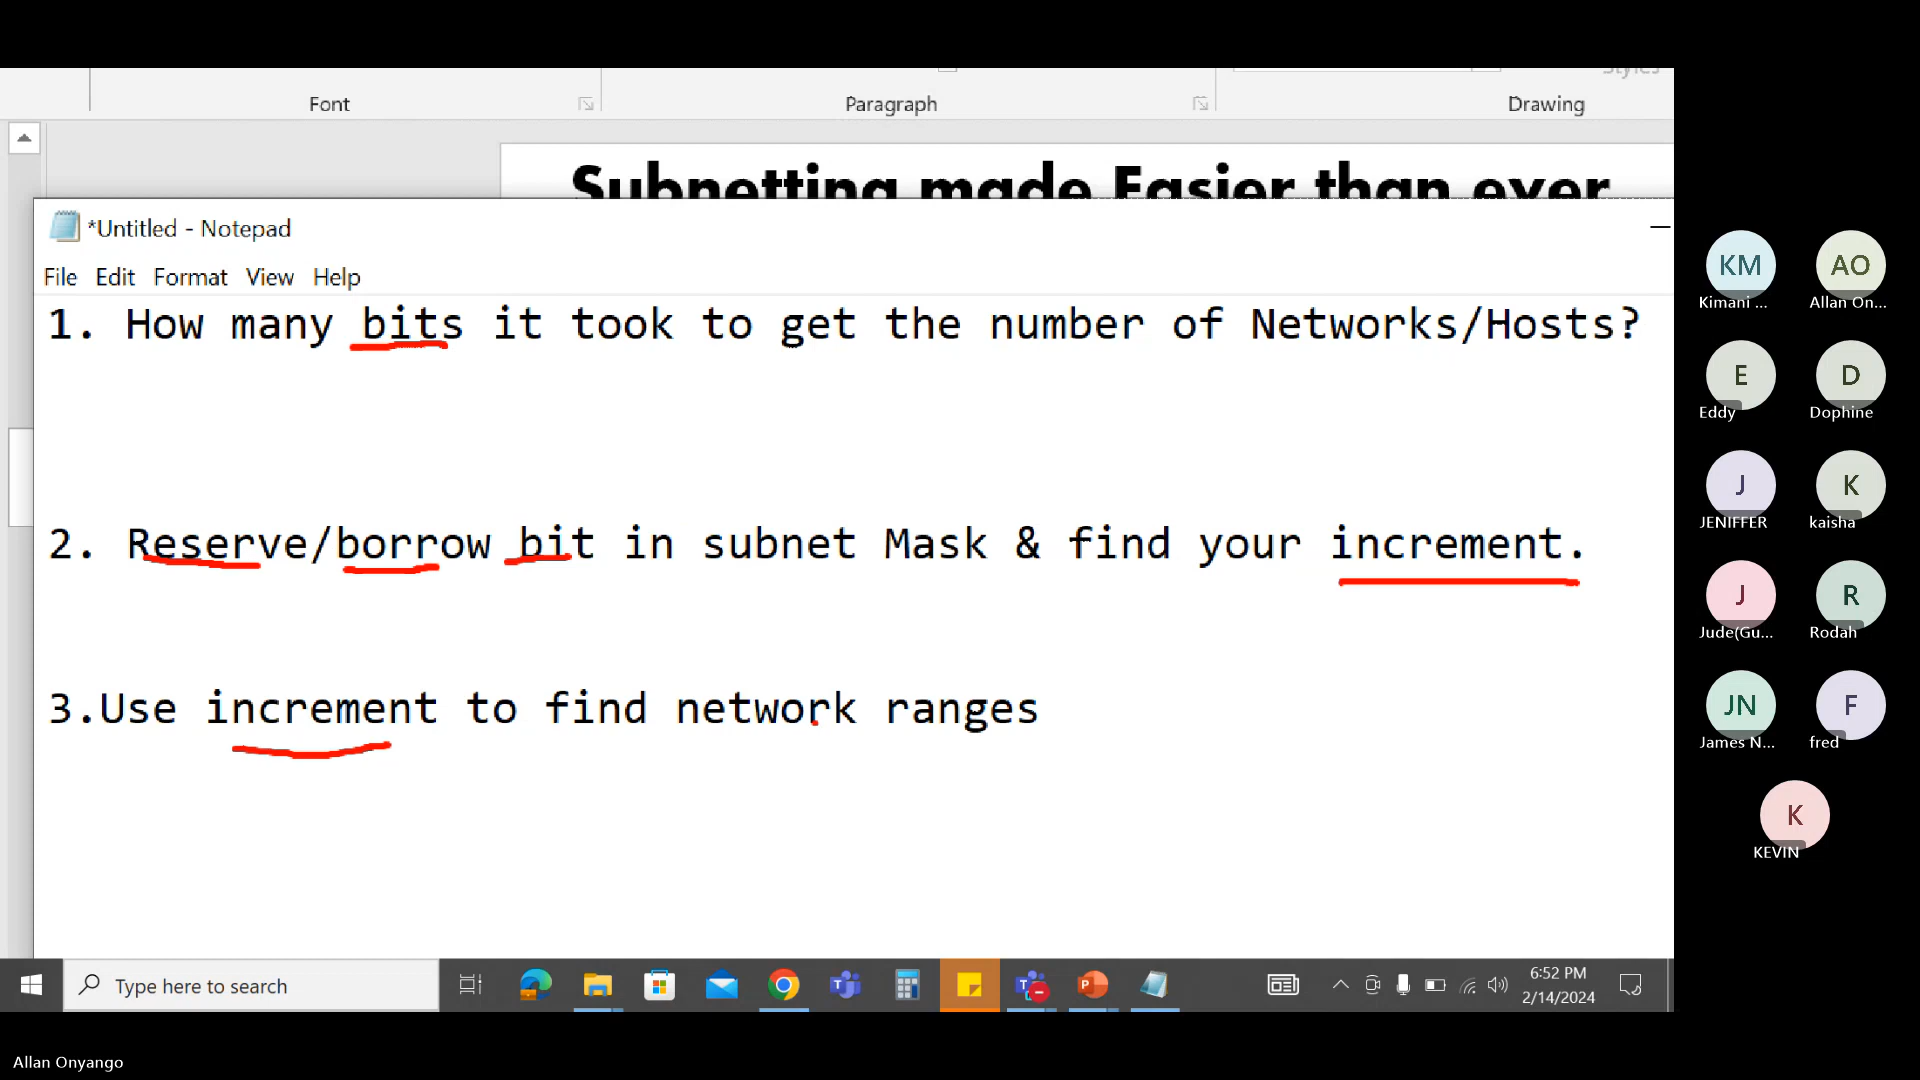 Styles
Font
Paragraph
Drawing
Subnetting made Easier than ever
*Untitled - Notepad
File Edit Format View Help
1. How many bits it took to get the number of Networks/Hosts?
2. Reserve/borrow bit in subnet Mask & find your increment.
3.Use increment to find network ranges
KM
Kimani ...
AO
Allan On...
E
Eddy
D
Dophine
J
JENIFFER
K
kaisha
J
Jude(Gu...
R
Rodah
JN
James N...
F
fred
K
KEVIN
Type here to search
6:52 PM
2/14/2024
Allan Onyango